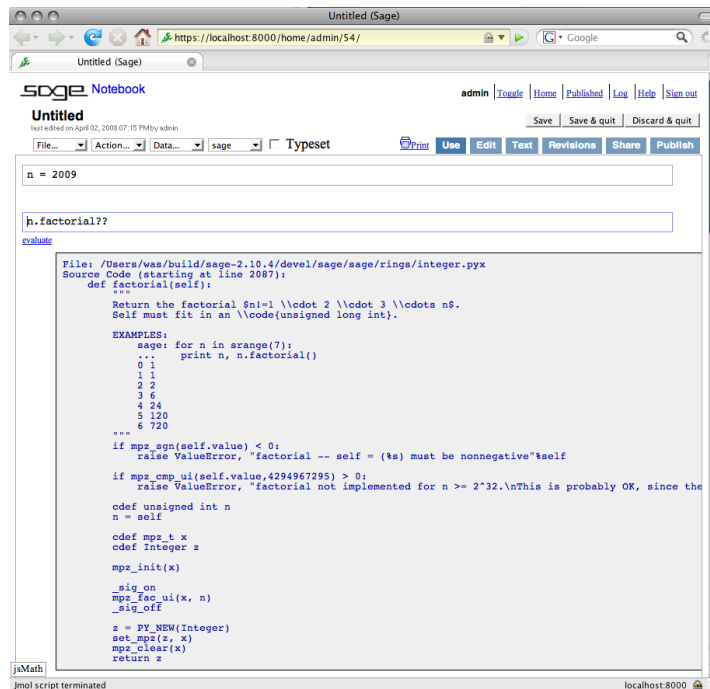 Untitled (Sage)
https://localhost:8000/home/admin/54/
G Google
Untitled (Sage)
sage Notebook
admin Toggle Home Published Log Help Sign out
Untitled
last edited on April 02, 2008 07:15 PM by admin
Save Save & quit Discard & quit
File... Action... Data... sage Typeset Print Use Edit Text Revisions Share Publish
n = 2009
n.factorial??
evaluate
File: /Users/was/build/sage-2.10.4/devel/sage/sage/rings/integer.pyx
Source Code (starting at line 2087):
def factorial(self):
"""
Return the factorial $n!=1 \\cdot 2 \\cdot 3 \\cdots n$.
Self must fit in an \\code{unsigned long int}.
EXAMPLES:
sage: for n in srange(7):
... print n, n.factorial()
0 1
1 1
2 2
3 6
4 24
5 120
6 720
"""
if mpz_sgn(self.value) < 0:
raise ValueError, "factorial -- self = (%s) must be nonnegative"%self
if mpz_cmp_ui(self.value,4294967295) > 0:
raise ValueError, "factorial not implemented for n >= 2^32.\nThis is probably OK, since the
cdef unsigned int n
n = self
cdef mpz_t x
cdef Integer z
mpz_init(x)
_sig_on
mpz_fac_ui(x, n)
_sig_off
z = PY_NEW(Integer)
set_mpz(z, x)
mpz_clear(x)
return z
jsMath
Jmol script terminated
localhost:8000